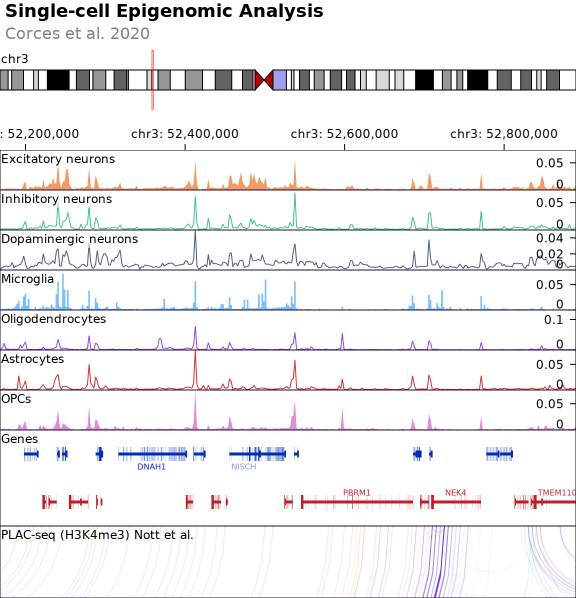 Single-cell Epigenomic Analysis
Corces et al. 2020
chr3
: 52,200,000 chr3: 52,400,000 chr3: 52,600,000 chr3: 52,800,000
Excitatory neurons 0.05
0
Inhibitory neurons 0.05
0
Dopaminergic neurons 0.04
0.02
0
Microglia 0.05
0
Oligodendrocytes 0.1
0
Astrocytes 0.05
0
OPCs 0.05
0
Genes
DNAH1 NISCH
PBRM1 NEK4 TMEM110
PLAC-seq (H3K4me3) Nott et al.